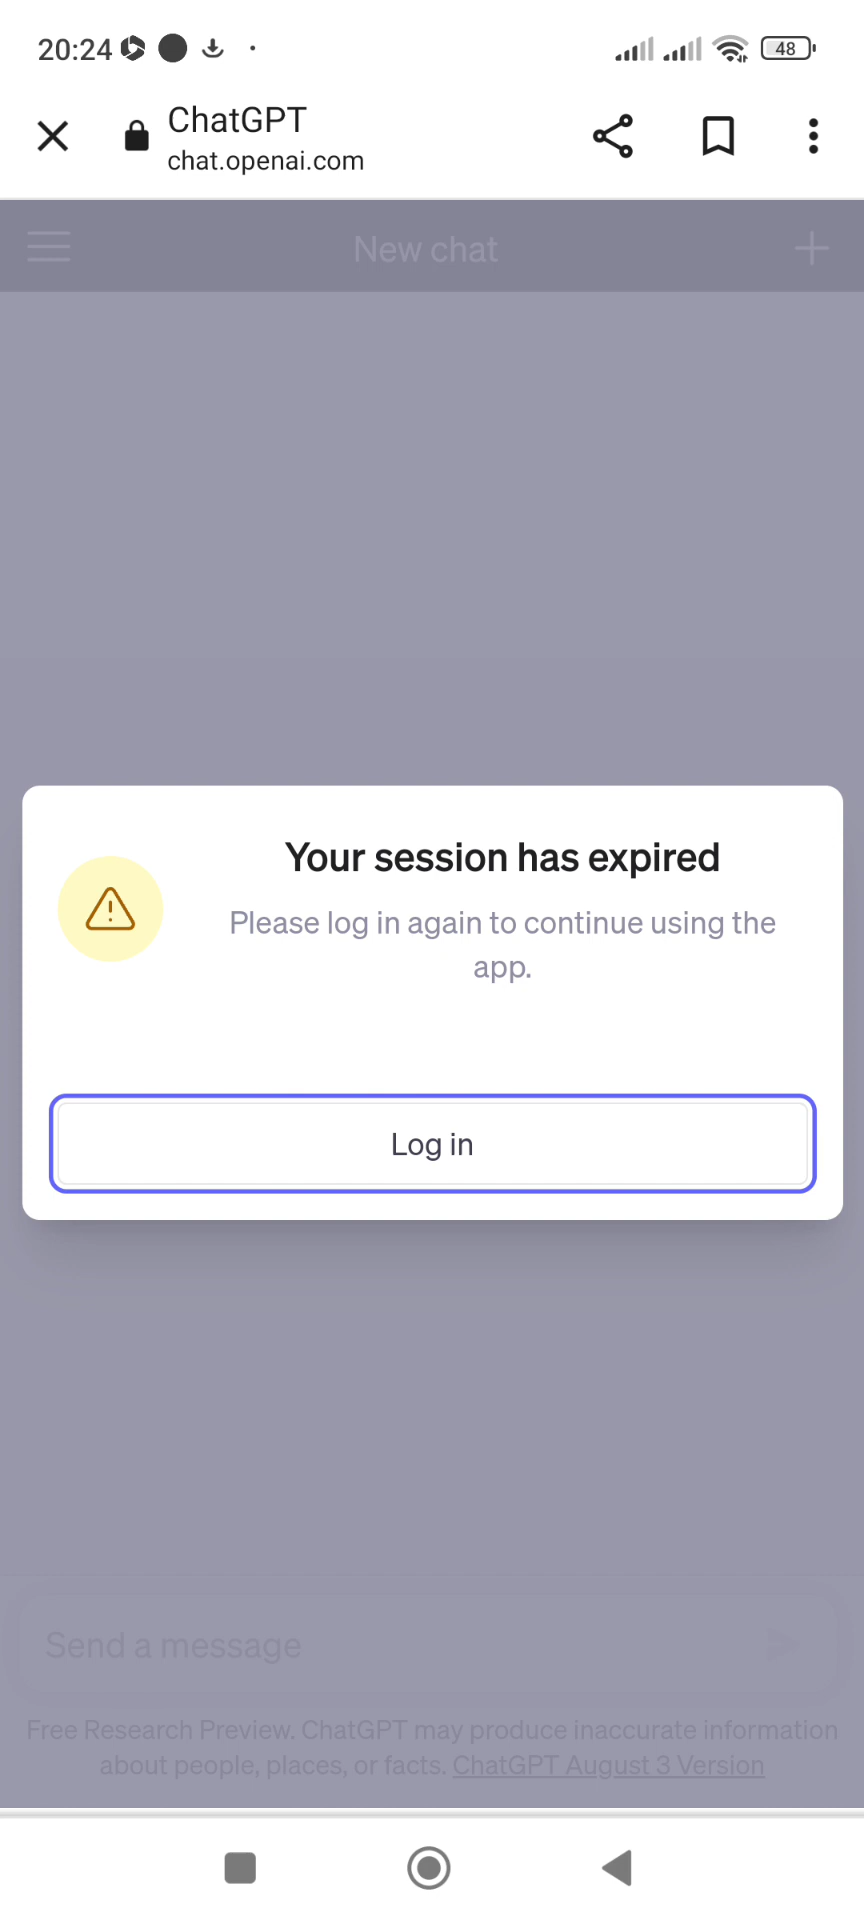 20:24
48
ChatGPT
chat.openai.com
New chat
Your session has expired
Please log in again to continue using the
app.
Log in
Send a message
Free Research Preview. ChatGPT may produce inaccurate information
about people, places, or facts. ChatGPT August 3 Version